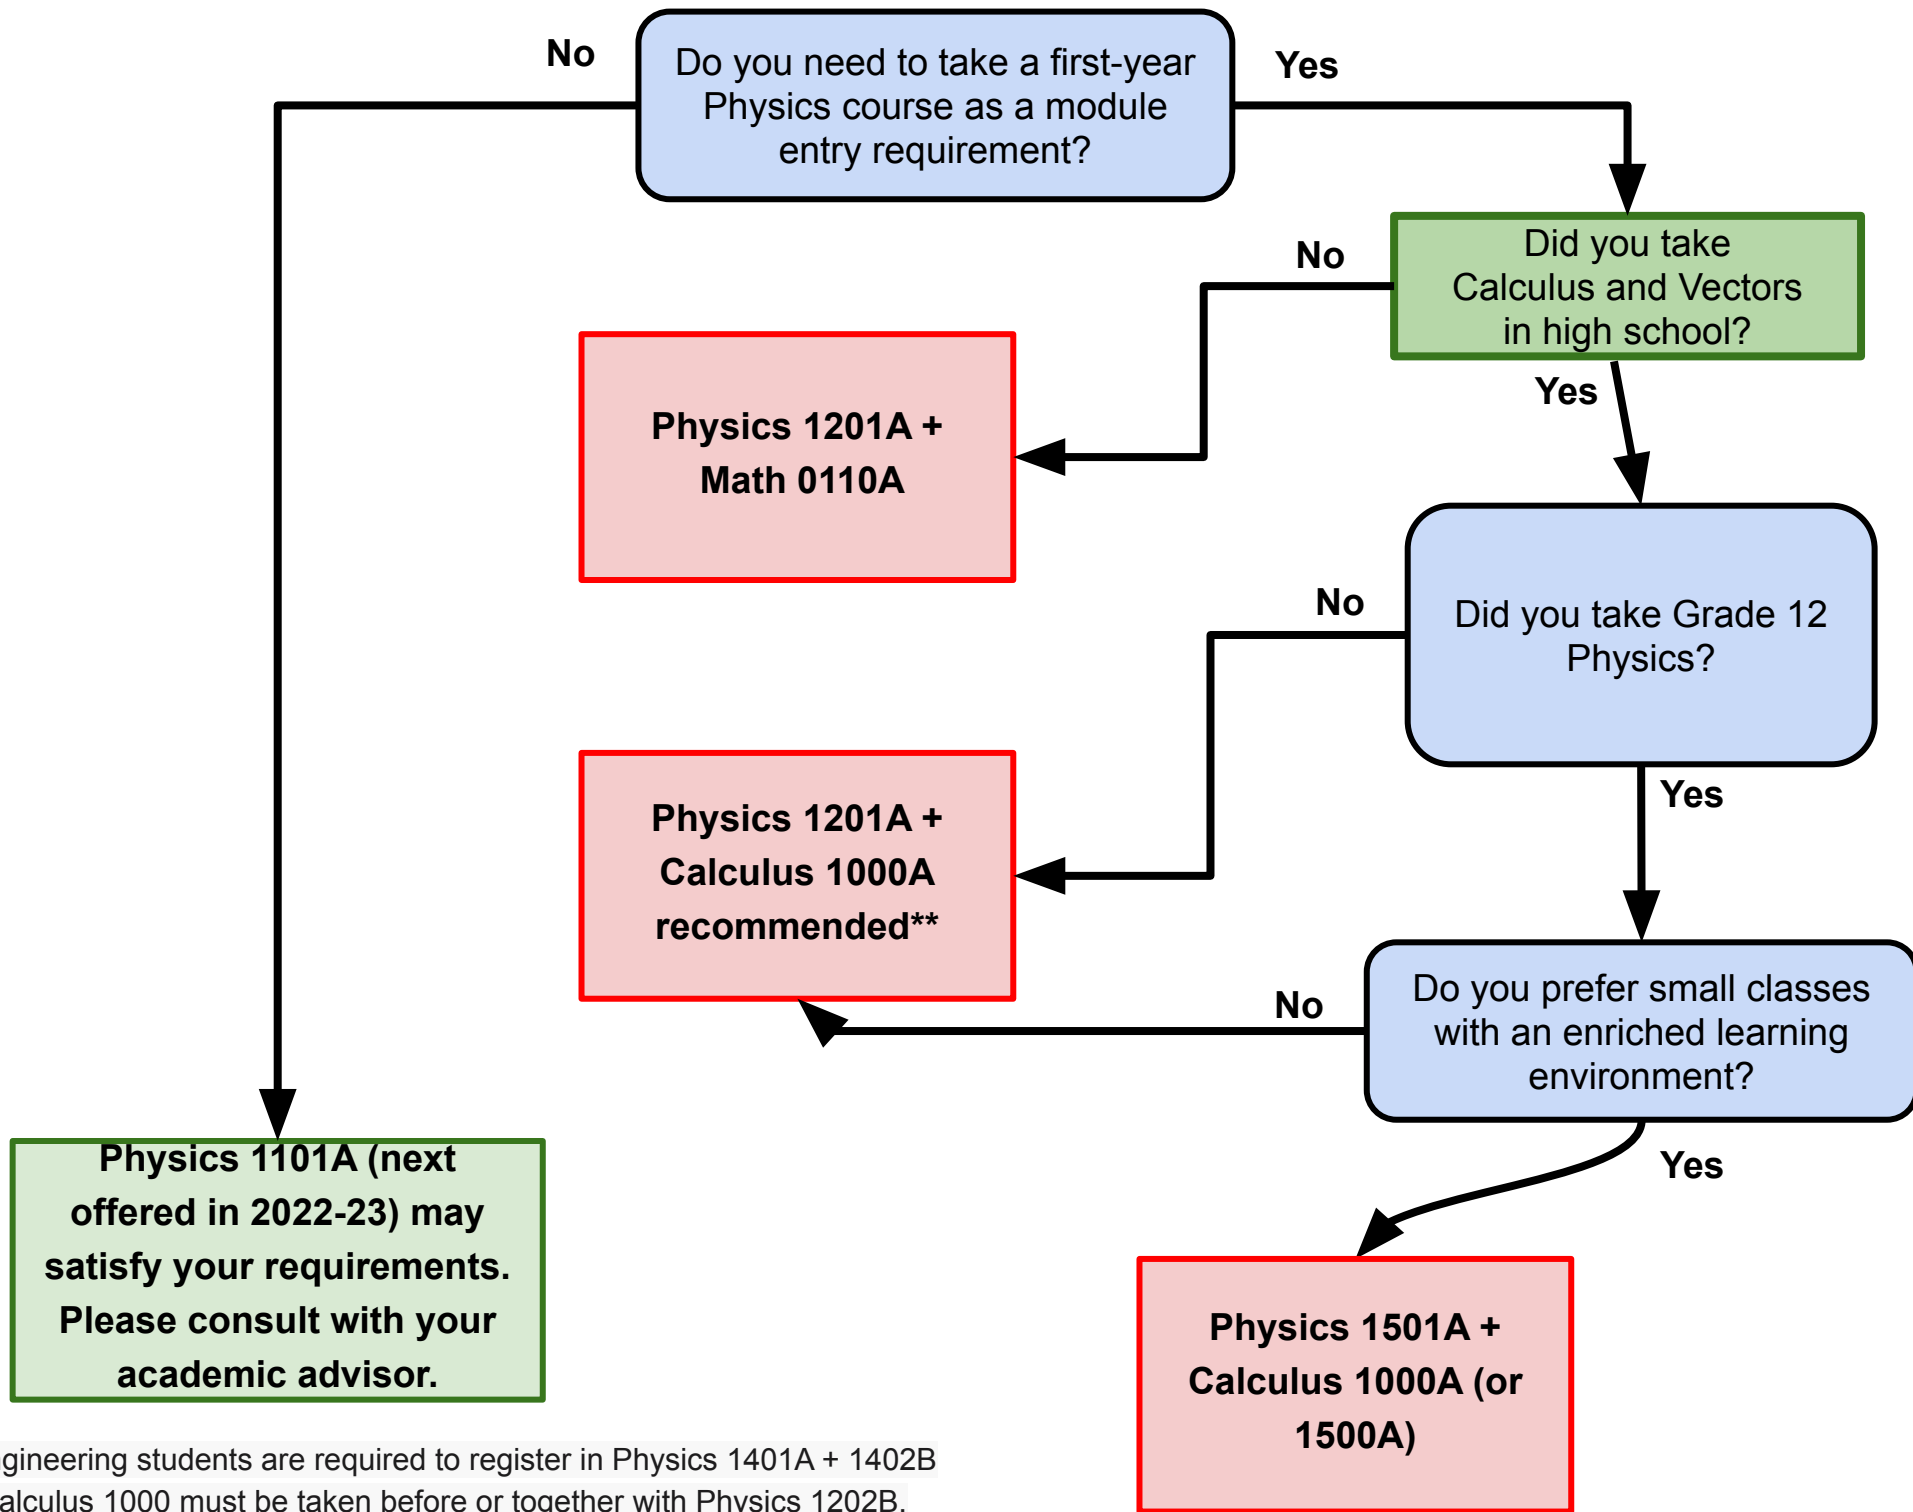 No
Do you need to take a first-year
Physics course as a module
entry requirement?
Yes
Did you take
Calculus and Vectors
in high school?
No
Yes
Physics 1201A +
Math 0110A
Did you take Grade 12
Physics?
No
Yes
Physics 1201A +
Calculus 1000A
recommended**
Do you prefer small classes
with an enriched learning
environment?
No
Yes
Physics 1101A (next
offered in 2022-23) may
satisfy your requirements.
Please consult with your
academic advisor.
Physics 1501A +
Calculus 1000A (or
1500A)
students are required to register in Physics 1401A + 1402B
1000 must be taken before or together with Physics 1202B.